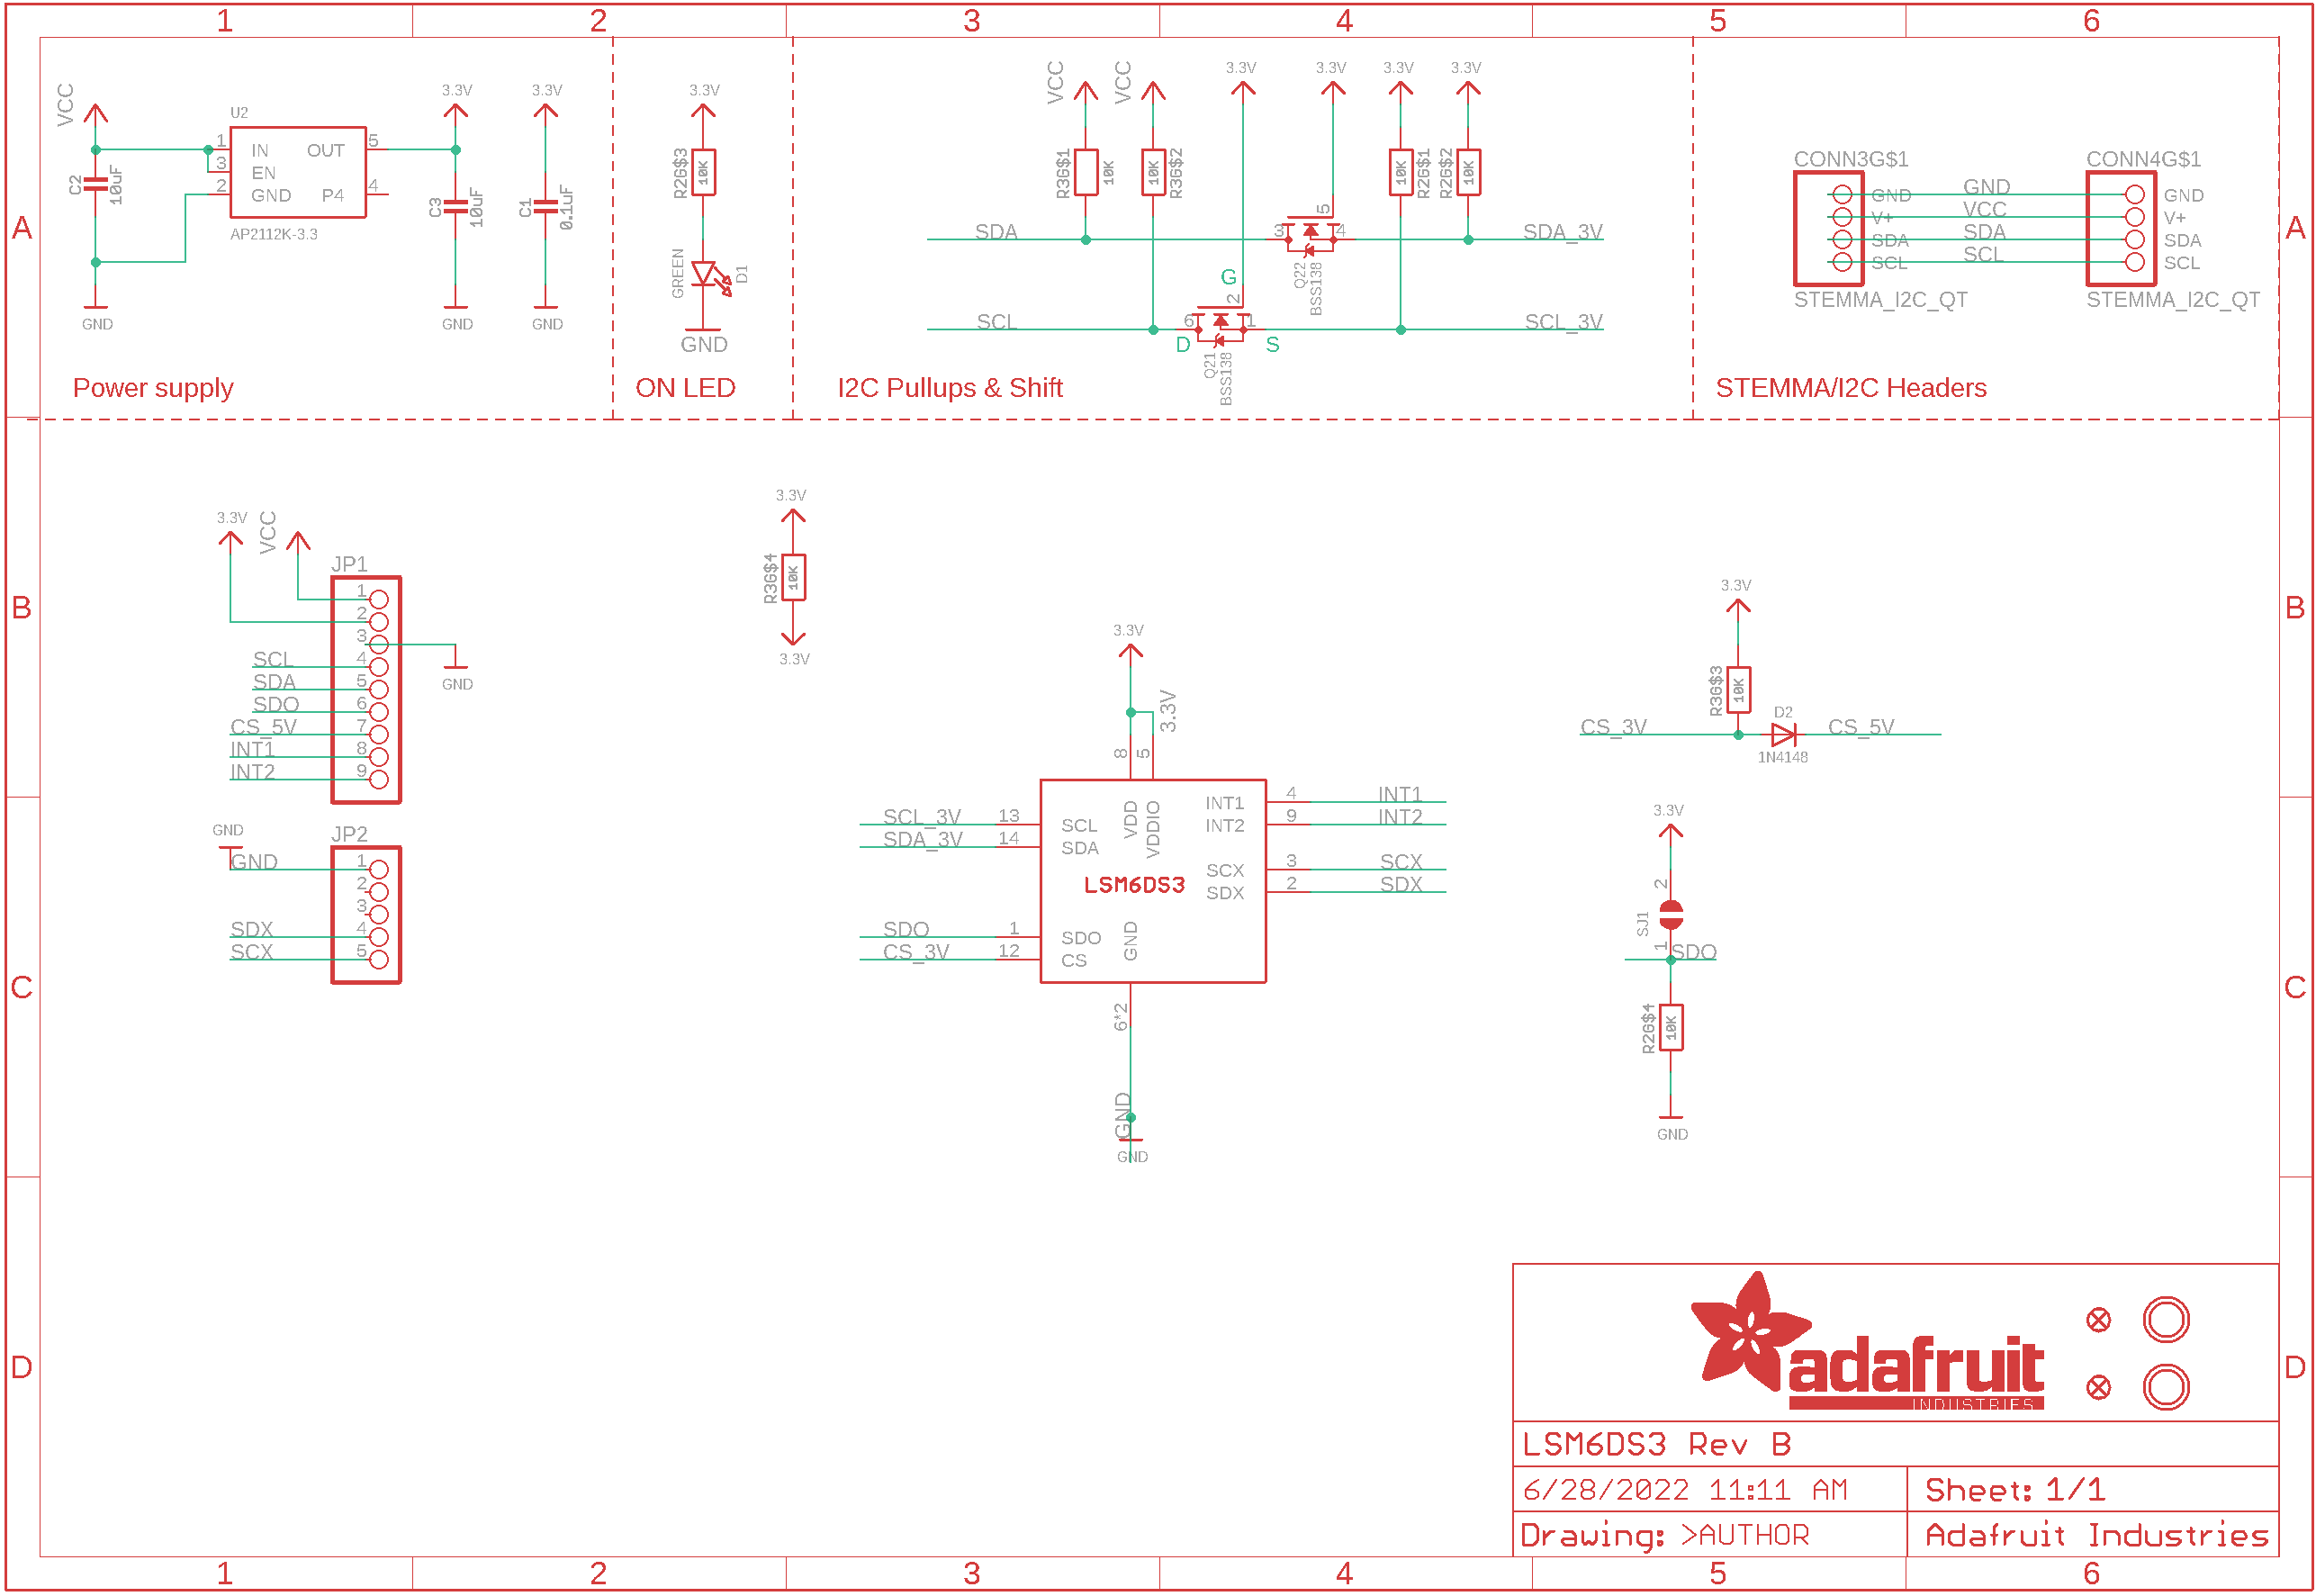 1 2 3 4 5 6
A A
B B
C C
D D
1 2 3 4 5 6
VCC
C2
10uF
GND
U2
1 IN OUT 5
3 EN
2 GND P4 4
AP2112K-3.3
3.3V
C3
10uF
GND
3.3V
C1
0.1uF
GND
Power supply
3.3V
R2G$3
10K
GREEN
D1
GND
ON LED
VCC VCC 3.3V 3.3V 3.3V 3.3V
R3G$1 10K 10K R3G$2 10K R2G$1 R2G$2 10K
SDA 3 5 4 SDA_3V
Q22
BSS138
G
2
SCL 6 1 SCL_3V
D S
Q21
BSS138
I2C Pullups & Shift
CONN3G$1 CONN4G$1
GND GND GND
V+ VCC V+
SDA SDA SDA
SCL SCL SCL
STEMMA_I2C_QT STEMMA_I2C_QT
STEMMA/I2C Headers
3.3V VCC
JP1
1
2
3
GND
SCL 4
SDA 5
SDO 6
CS_5V 7
INT1 8
INT2 9
GND
JP2
GND 1
2
3
SDX 4
SCX 5
3.3V
R3G$4
10K
3.3V
3.3V
3.3V
8 5
SCL_3V 13 SCL VDD VDDIO INT1 4 INT1
SDA_3V 14 SDA INT2 9 INT2
SCX 3 SCX
LSM6DS3
SDX 2 SDX
SDO 1 SDO GND
CS_3V 12 CS
6*2
GND
GND
3.3V
R3G$3
10K
CS_3V D2 CS_5V
1N4148
3.3V
2
SJ1
1
SDO
R2G$4
10K
GND
adafruit
INDUSTRIES
LSM6DS3 Rev B
6/28/2022 11:11 AM Sheet: 1/1
Drawing: >AUTHOR Adafruit Industries